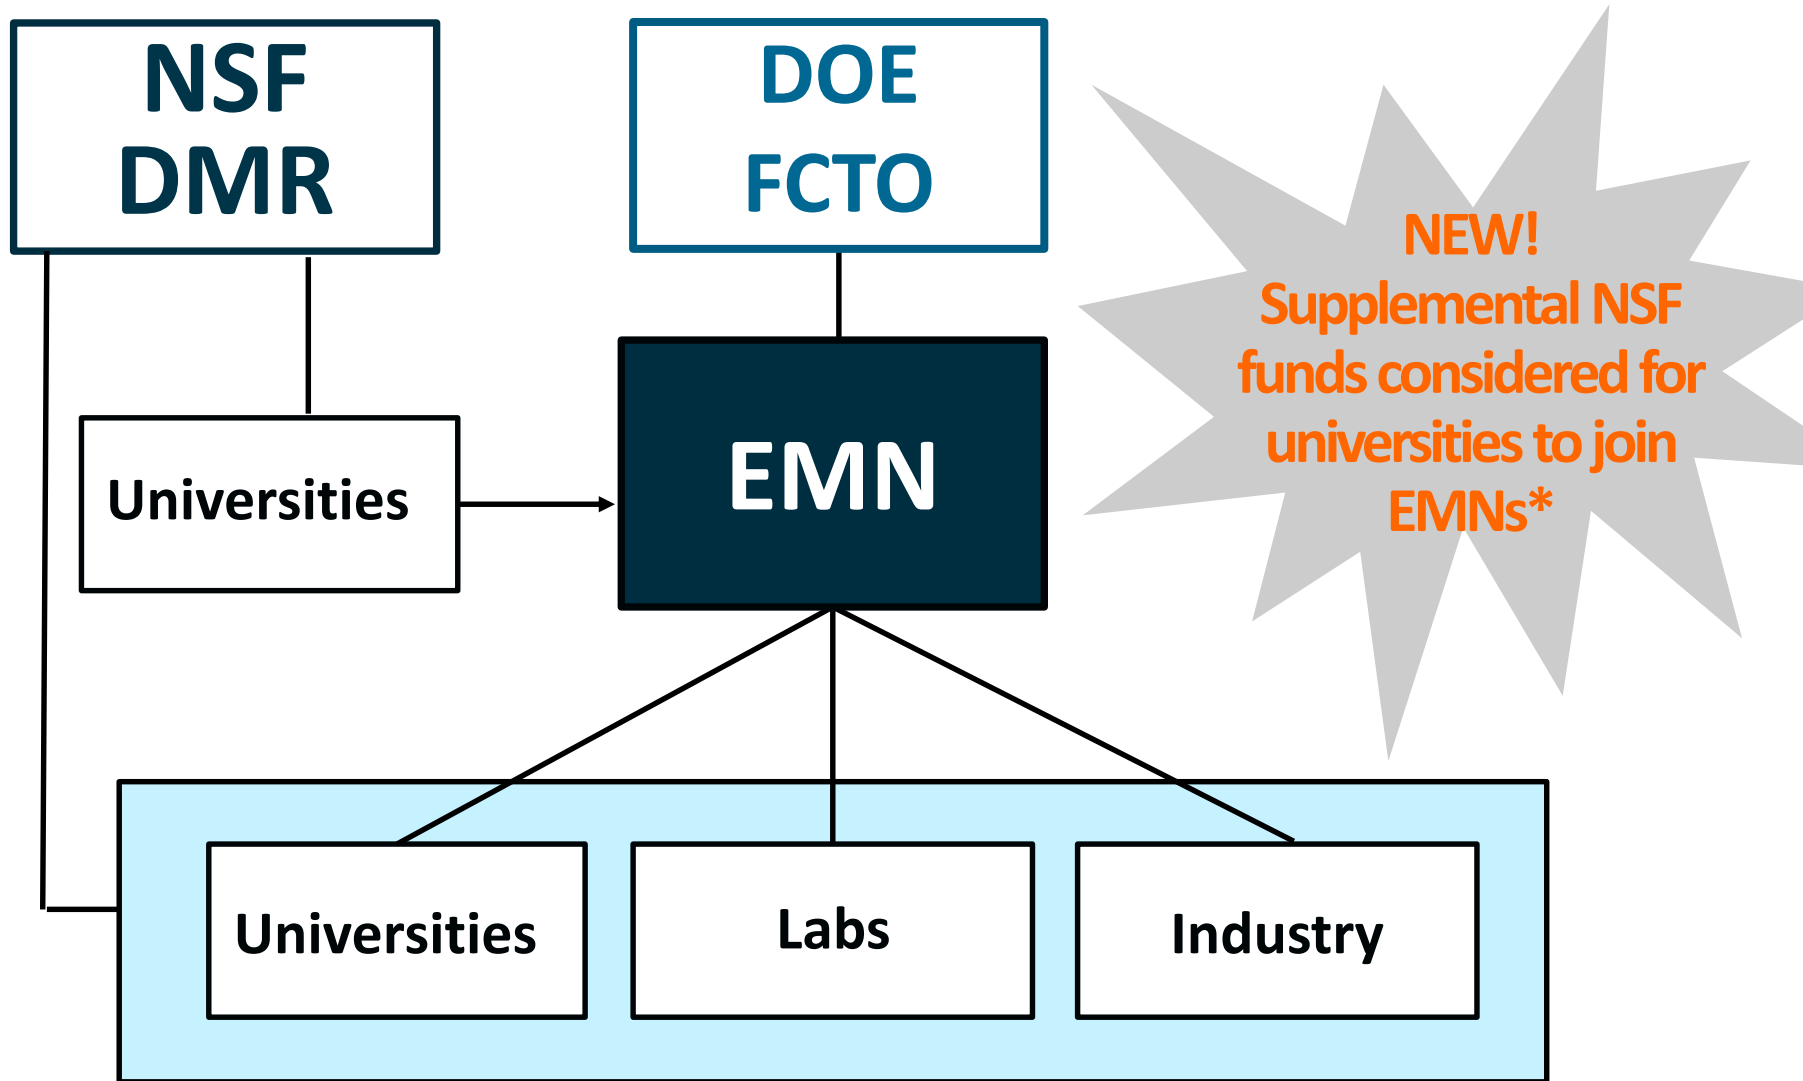 NSF
DMR
DOE
FCTO
NEW!
Supplemental NSF
funds considered for
universities to join
EMNs*
Universities
EMN
Universities
Labs
Industry